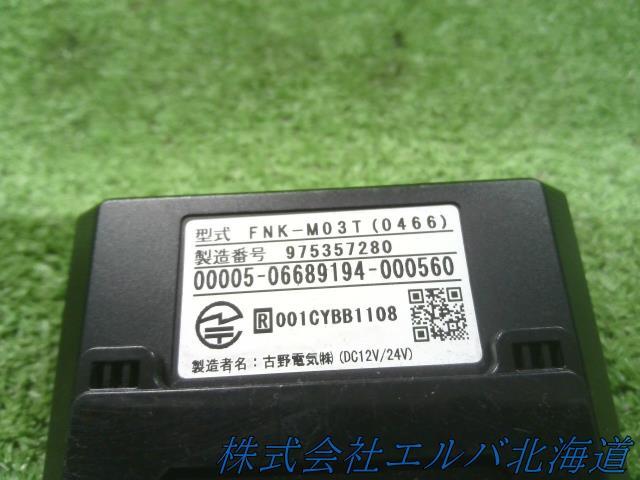 型式 FNK-M03T(0466)
製造番号 975357280
00005-06689194-000560
R 001CYBB1108
製造者名:古野電気㈱ (DC12V/24V)
株式会社エルバ北海道